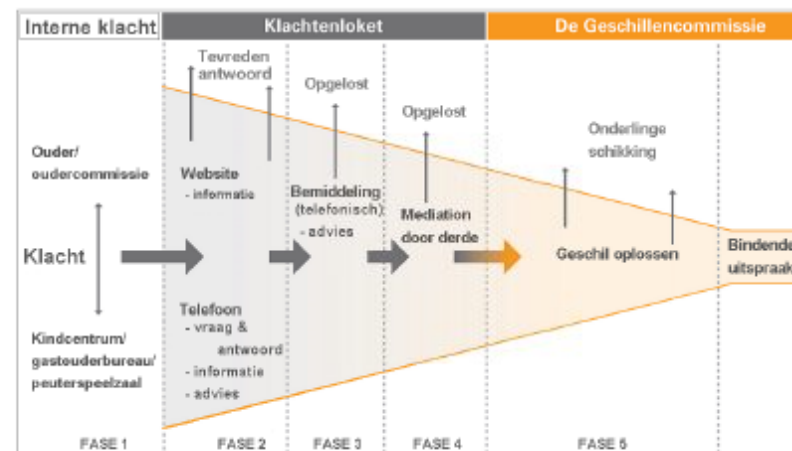 Interne klacht
Klachtenloket
De Geschillencommissie
Tevreden
antwoord
Opgelost
Opgelost
Onderlinge
schikking
Ouder/
oudercommissie
Website
- informatie
Bemiddeling
(telefonisch)
- advies
Mediation
door derde
Klacht
Geschil oplossen
Bindende
uitspraak
Telefoon
- vraag &
antwoord
- informatie
- advies
Kindcentrum/
gastouderbureau/
peuterspeelzaal
FASE 1
FASE 2
FASE 3
FASE 4
FASE 5